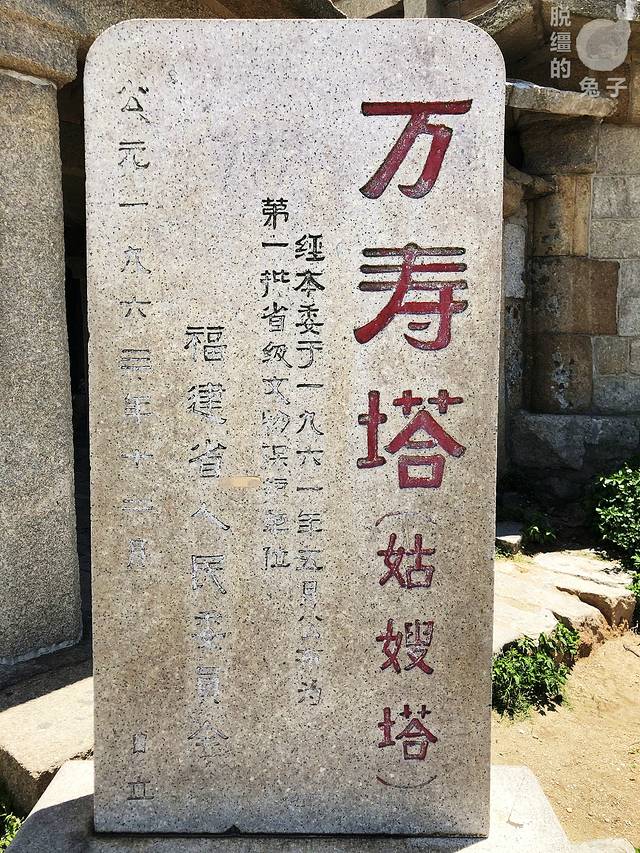 万寿塔(姑嫂塔)
经本委于一九六一年五月公布为
第一批省级文物保护单位
福建省人民委员会
公元一九六三年十二月 日立
脱缰的
兔子